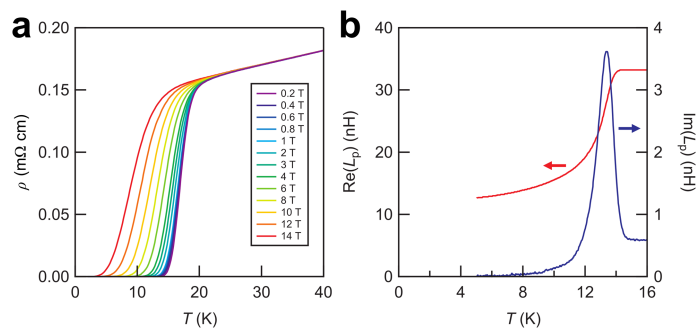 a
0.20
0.15
0.10
0.05
0.00
ρ (mΩ cm)
0
10
20
30
40
T (K)
0.2 T
0.4 T
0.6 T
0.8 T
1 T
2 T
3 T
4 T
6 T
8 T
10 T
12 T
14 T
b
40
30
20
10
0
Re(Lp) (nH)
0
4
8
12
16
T (K)
4
3
2
1
0
Im(Lp) (nH)